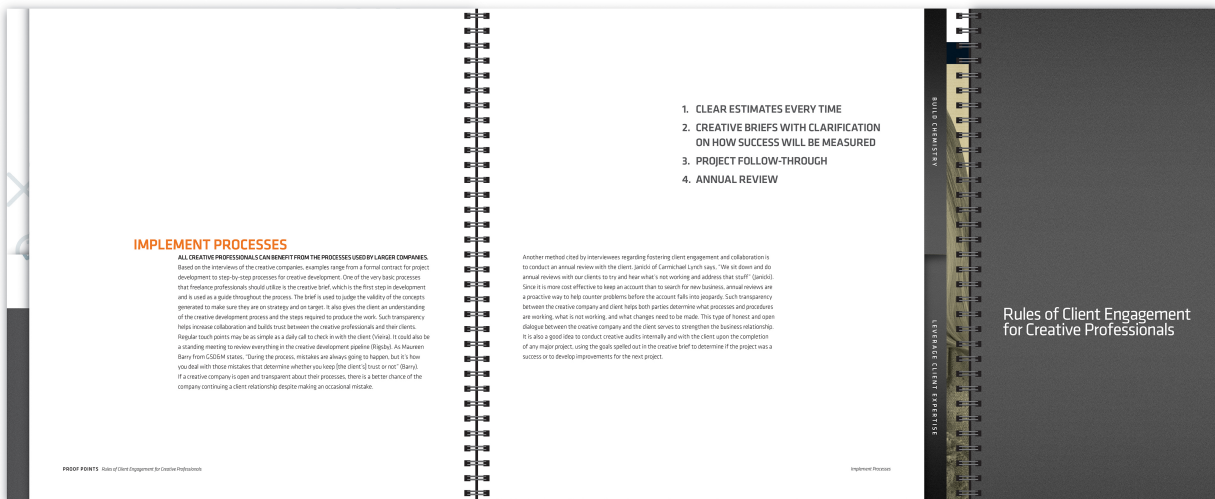 IMPLEMENT PROCESSES
ALL CREATIVE PROFESSIONALS CAN BENEFIT FROM THE PROCESSES USED BY LARGER COMPANIES.
Based on the interviews of the creative companies, examples range from a formal contract for project
development to step-by-step processes for creative development. One of the very basic processes
that freelance professionals should utilize is the creative brief, which is the first step in development
and is used as a guide throughout the process. The brief is used to judge the validity of the concepts
generated to make sure they are on strategy and on target. It also gives the client an understanding
of the creative development process and the steps required to produce the work. Such transparency
helps increase collaboration and builds trust between the creative professionals and their clients.
Regular touch points may be as simple as a daily call to check in with the client (Vieira). It could also be
a standing meeting to review everything in the creative development pipeline (Rigsby). As Maureen
Barry from GSD&M states, “During the process, mistakes are always going to happen, but it’s how
you deal with those mistakes that determine whether you keep [the client’s] trust or not” (Barry).
If a creative company is open and transparent about their processes, there is a better chance of the
company continuing a client relationship despite making an occasional mistake.
PROOF POINTS Rules of Client Engagement for Creative Professionals
1. CLEAR ESTIMATES EVERY TIME
2. CREATIVE BRIEFS WITH CLARIFICATION
ON HOW SUCCESS WILL BE MEASURED
3. PROJECT FOLLOW-THROUGH
4. ANNUAL REVIEW
Another method cited by interviewees regarding fostering client engagement and collaboration is
to conduct an annual review with the client. Janicki of Carmichael Lynch says, “We sit down and do
annual reviews with our clients to try and hear what’s not working and address that stuff” (Janicki).
Since it is more cost effective to keep an account than to search for new business, annual reviews are
a proactive way to help counter problems before the account falls into jeopardy. Such transparency
between the creative company and client helps both parties determine what processes and procedures
are working, what is not working, and what changes need to be made. This type of honest and open
dialogue between the creative company and the client serves to strengthen the business relationship.
It is also a good idea to conduct creative audits internally and with the client upon the completion
of any major project, using the goals spelled out in the creative brief to determine if the project was a
success or to develop improvements for the next project.
Implement Processes
BUILD CHEMISTRY
LEVERAGE CLIENT EXPERTISE
Rules of Client Engagement
for Creative Professionals